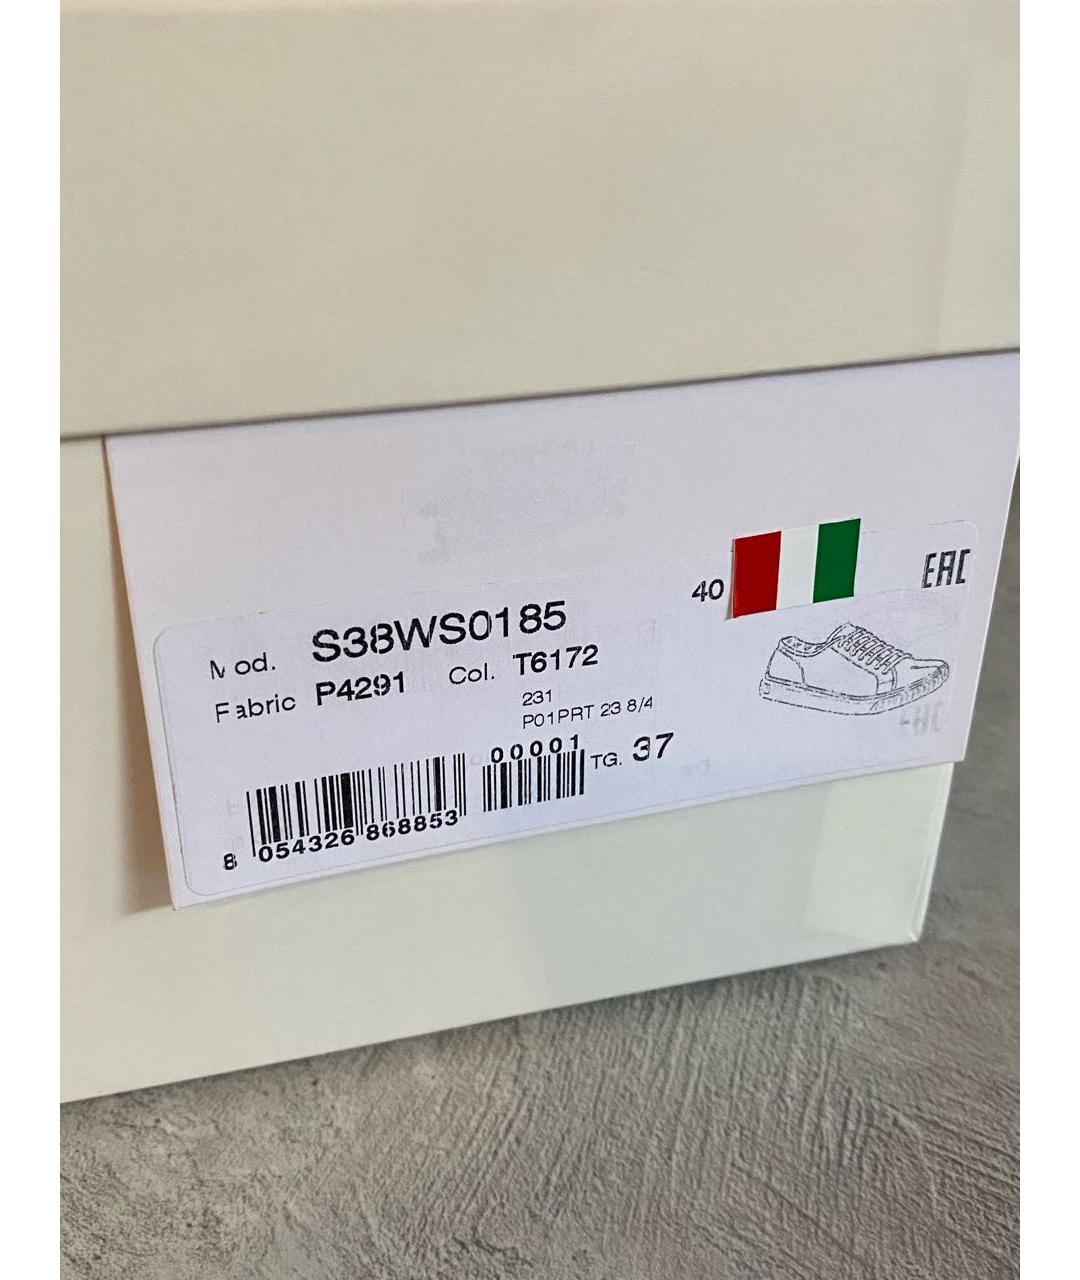 40
EAC
Mod. S38WS0185
Fabric P4291 Col. T6172
231
P01PRT 23 8/4
00001
TG. 37
8 054326 868853
EAC